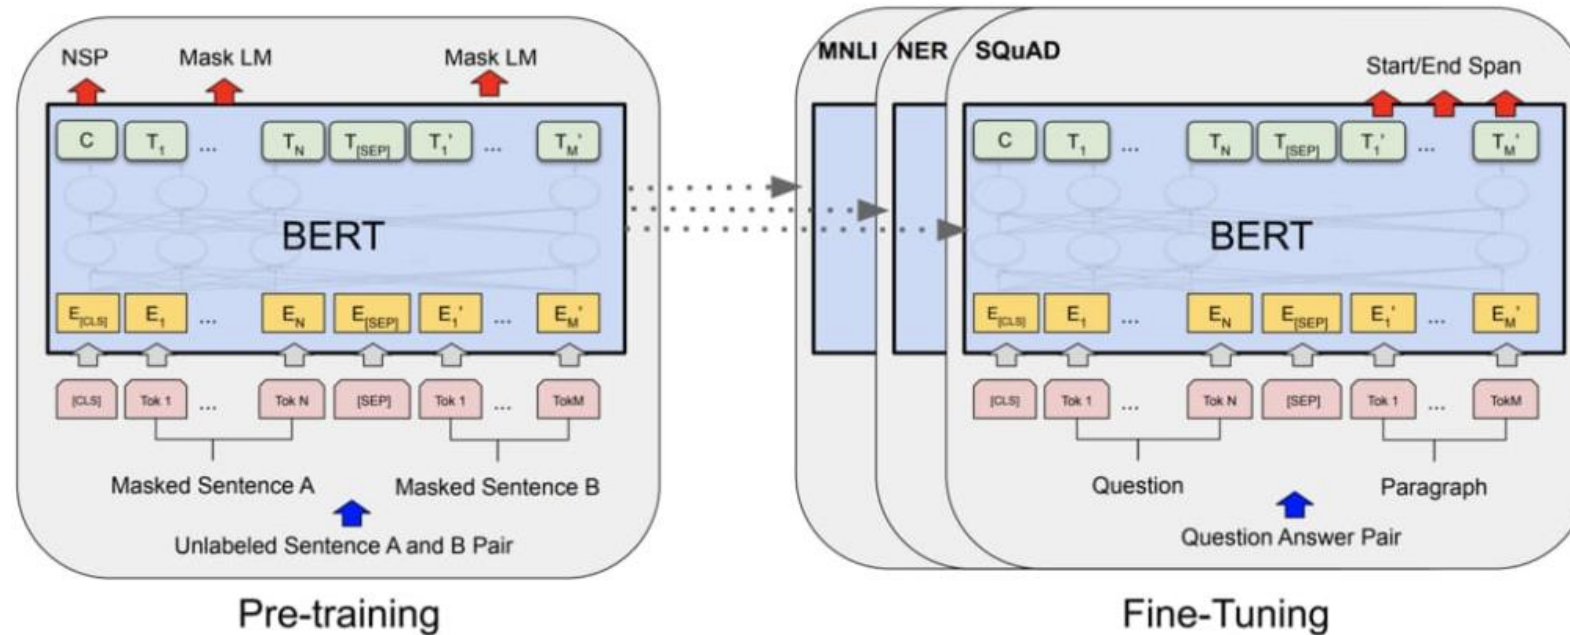 NSP Mask LM Mask LM
C T1 ... TN T[SEP] T1' ... TM'
BERT
E[CLS] E1 ... EN E[SEP] E1' ... EM'
[CLS] Tok 1 ... Tok N [SEP] Tok 1 ... TokM
Masked Sentence A Masked Sentence B
Unlabeled Sentence A and B Pair
Pre-training
MNLI NER SQuAD
Start/End Span
C T1 ... TN T[SEP] T1' ... TM'
BERT
E[CLS] E1 ... EN E[SEP] E1' ... EM'
[CLS] Tok 1 ... Tok N [SEP] Tok 1 ... TokM
Question Paragraph
Question Answer Pair
Fine-Tuning